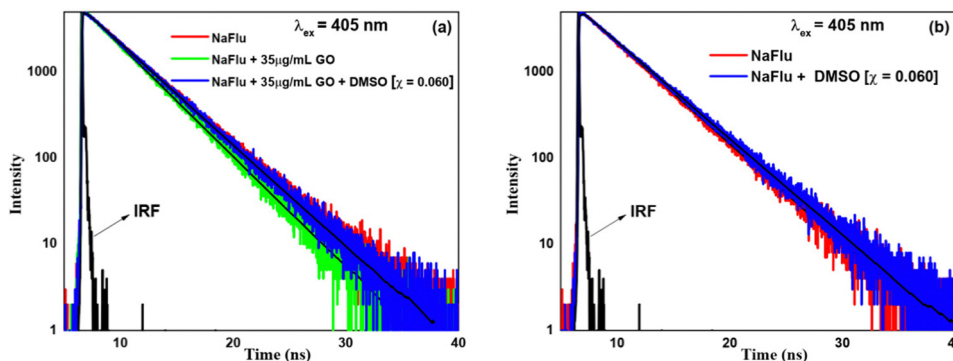 λex = 405 nm (a)
NaFlu
NaFlu + 35μg/mL GO
NaFlu + 35μg/mL GO + DMSO [χ = 0.060]
1000
100
10
1
Intensity
IRF
10 20 30 40
Time (ns)
λex = 405 nm (b)
NaFlu
NaFlu + DMSO [χ = 0.060]
1000
100
10
1
Intensity
IRF
10 20 30 40
Time (ns)